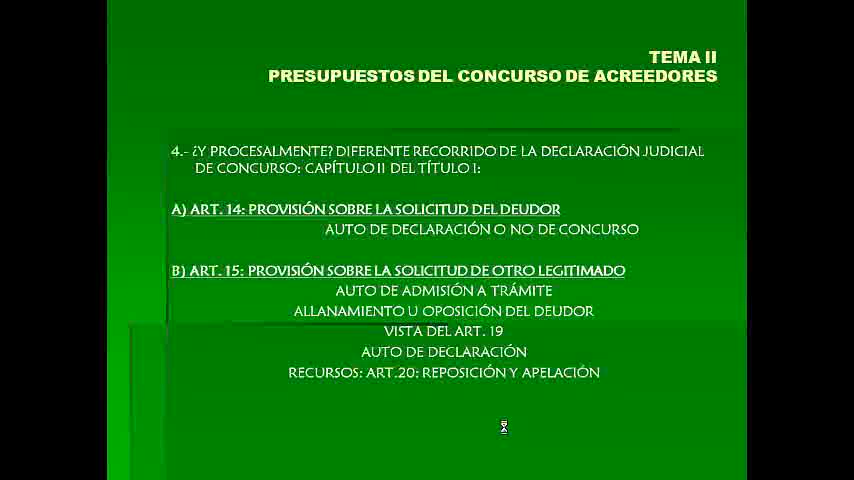 TEMA II
PRESUPUESTOS DEL CONCURSO DE ACREEDORES
4.- ¿Y PROCESALMENTE? DIFERENTE RECORRIDO DE LA DECLARACIÓN JUDICIAL
DE CONCURSO: CAPÍTULO II DEL TÍTULO I:
A) ART. 14: PROVISIÓN SOBRE LA SOLICITUD DEL DEUDOR
AUTO DE DECLARACIÓN O NO DE CONCURSO
B) ART. 15: PROVISIÓN SOBRE LA SOLICITUD DE OTRO LEGITIMADO
AUTO DE ADMISIÓN A TRÁMITE
ALLANAMIENTO U OPOSICIÓN DEL DEUDOR
VISTA DEL ART. 19
AUTO DE DECLARACIÓN
RECURSOS: ART.20: REPOSICIÓN Y APELACIÓN